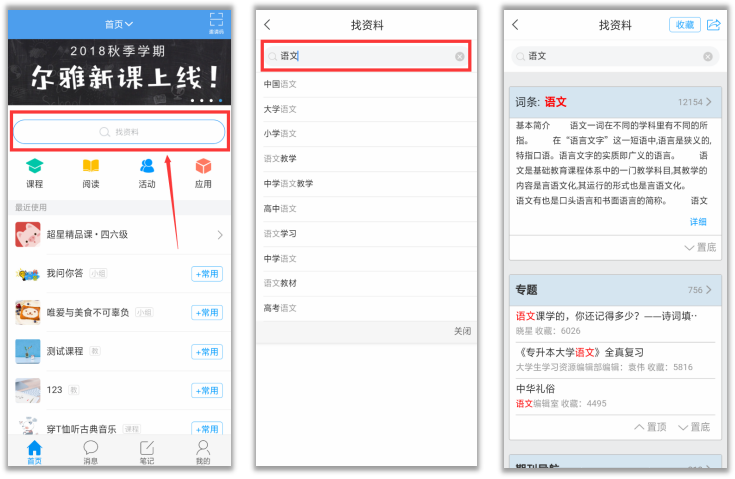 首页
邀请码
2018秋季学期
尔雅新课上线!
找资料
课程
阅读
活动
应用
最近使用
超星精品课·四六级
我问你答 小组
+常用
唯爱与美食不可辜负 小组
+常用
测试课程 教
+常用
123 教
+常用
穿T恤听古典音乐 课程
+常用
首页
消息
笔记
我的
找资料
语文
中国语文
大学语文
小学语文
语文教学
中学语文教学
高中语文
语文学习
中学语文
语文教材
高考语文
关闭
找资料
收藏
语文
词条: 语文 12154
基本简介 语文一词在不同的学科里有不同的所
指。 在“语言文字”这一短语中,语言是狭义的,
特指口语。语言文字的实质即广义的语言。 语
文是基础教育课程体系中的一门教学科目,其教学的
内容是言语文化,其运行的形式也是言语文化。
语文有也是口头语言和书面语言的简称。 语文
详细
置底
专题 756
语文课学的，你还记得多少？——诗词填··
晓星 收藏：6026
《专升本大学语文》全真复习
大学生学习资源编辑部编辑：袁伟 收藏：5816
中华礼俗
语文编辑室 收藏：4495
置顶
置底
期刊导航